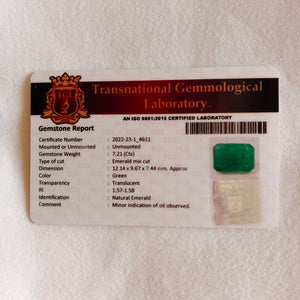 TGL
Transnational Gemmological
Laboratory.
AN ISO 9001:2015 CERTIFIED LABORATORY
Gemstone Report
Certificate Number : 2022-23-1_4611
Mounted or Unmounted : Unmounted
Gemstone Weight : 7.21 (Cts)
Type of cut : Emerald mix cut
Dimension : 12.14 x 9.67 x 7.44 mm. Approx
Color : Green
Transparency : Translucent
RI : 1.57-1.58
Identification : Natural Emerald
Comment : Minor indication of oil observed.